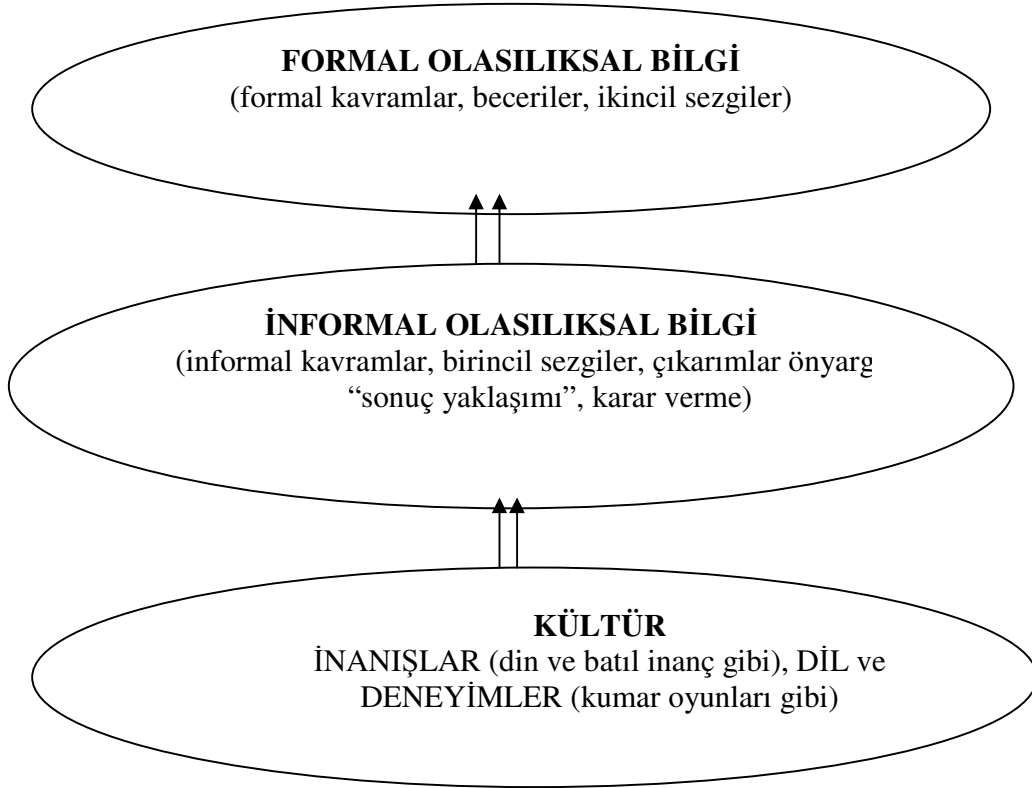 FORMAL OLASILIKSAL BİLGİ
(formal kavramlar, beceriler, ikincil sezgiler)
İNFORMAL OLASILIKSAL BİLGİ
(informal kavramlar, birincil sezgiler, çıkarımlar önyarg
“sonuç yaklaşımı”, karar verme)
KÜLTÜR
İNANIŞLAR (din ve batıl inanç gibi), DİL ve
DENEYİMLER (kumar oyunları gibi)